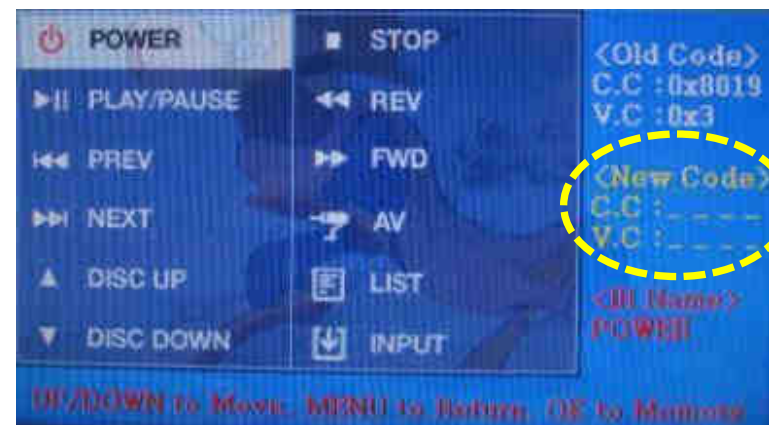 POWER
PLAY/PAUSE
PREV
NEXT
DISC UP
DISC DOWN
STOP
REV
FWD
AV
LIST
INPUT
<Old Code>
C.C :0x8019
V.C :0x3
<New Code>
C.C :_ _ _ _
V.C :_ _ _ _
<IR Name>
POWER
UP/DOWN to Move, MENU to Return, OK to Memory